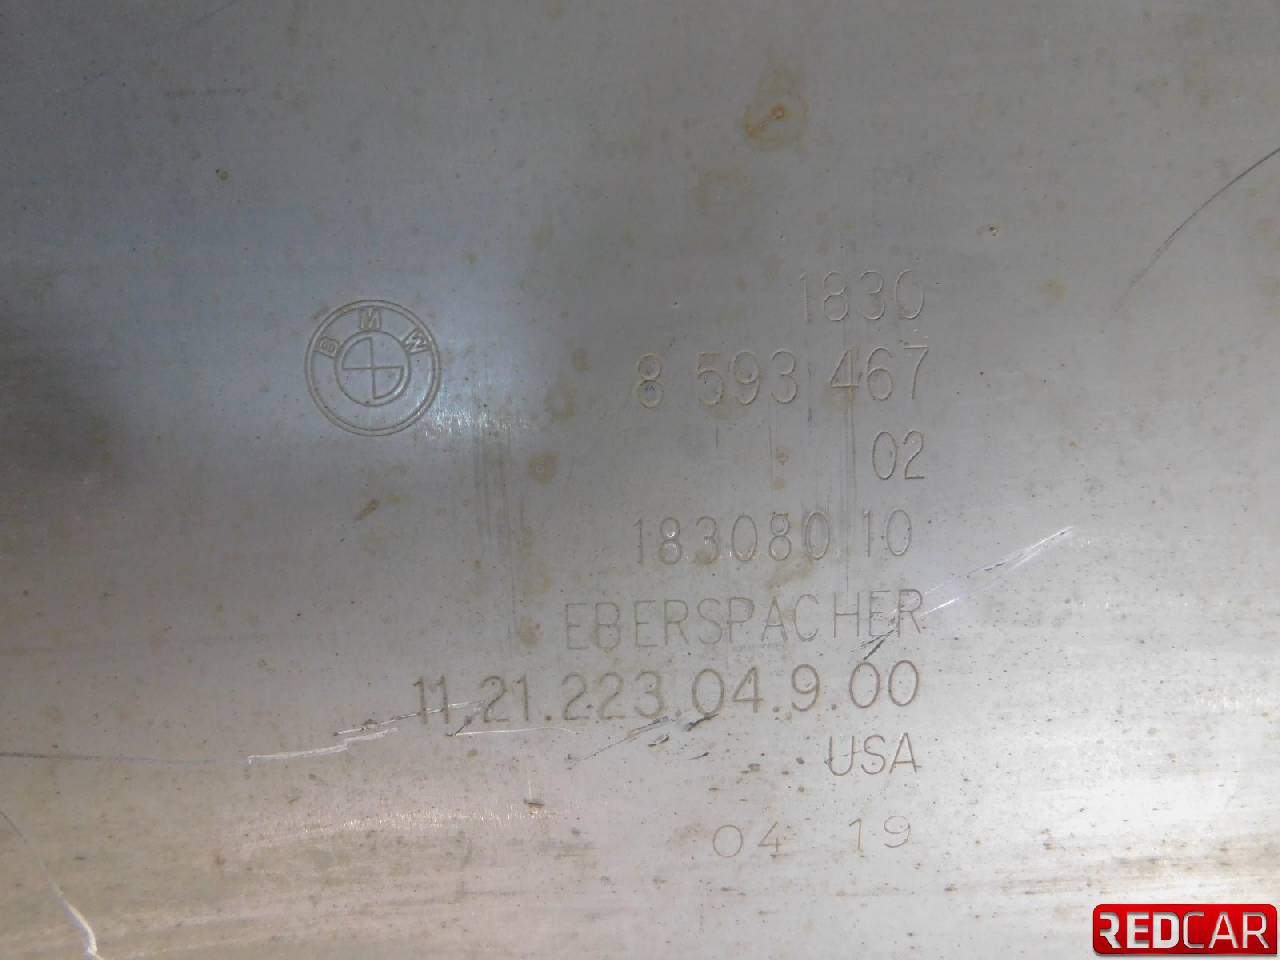 BMW
1830
8 593 467
02
183080 10
EBERSPACHER
11.21.223.04.9.00
USA
04 19
REDCAR